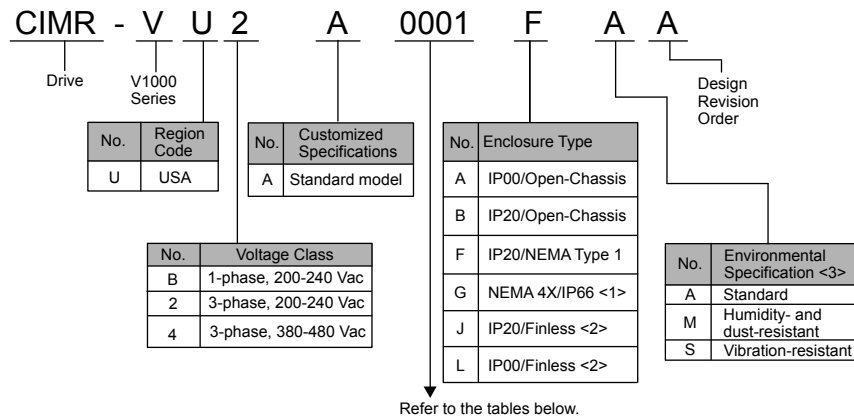 CIMR - V U 2 A 0001 F A A
Drive
V1000
Series
Design
Revision
Order
No. Region
Code
U USA
No. Customized
Specifications
A Standard model
No. Enclosure Type
A IP00/Open-Chassis
B IP20/Open-Chassis
F IP20/NEMA Type 1
G NEMA 4X/IP66 <1>
J IP20/Finless <2>
L IP00/Finless <2>
No. Voltage Class
B 1-phase, 200-240 Vac
2 3-phase, 200-240 Vac
4 3-phase, 380-480 Vac
No. Environmental
Specification <3>
A Standard
M Humidity- and
dust-resistant
S Vibration-resistant
Refer to the tables below.